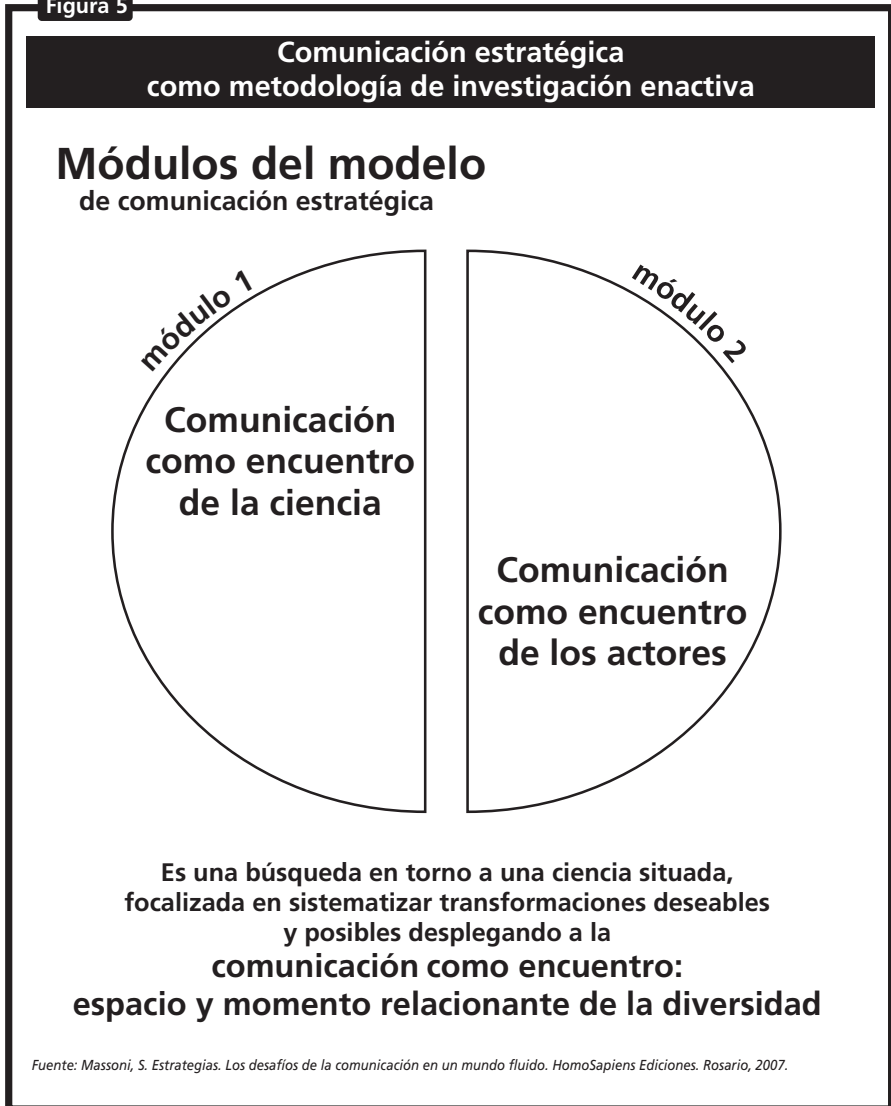 Figura 5
Comunicación estratégica
como metodología de investigación enactiva
Módulos del modelo
de comunicación estratégica
módulo 1
Comunicación
como encuentro
de la ciencia
módulo 2
Comunicación
como encuentro
de los actores
Es una búsqueda en torno a una ciencia situada,
focalizada en sistematizar transformaciones deseables
y posibles desplegando a la
comunicación como encuentro:
espacio y momento relacionante de la diversidad
Fuente: Massoni, S. Estrategias. Los desafíos de la comunicación en un mundo fluido. HomoSapiens Ediciones. Rosario, 2007.